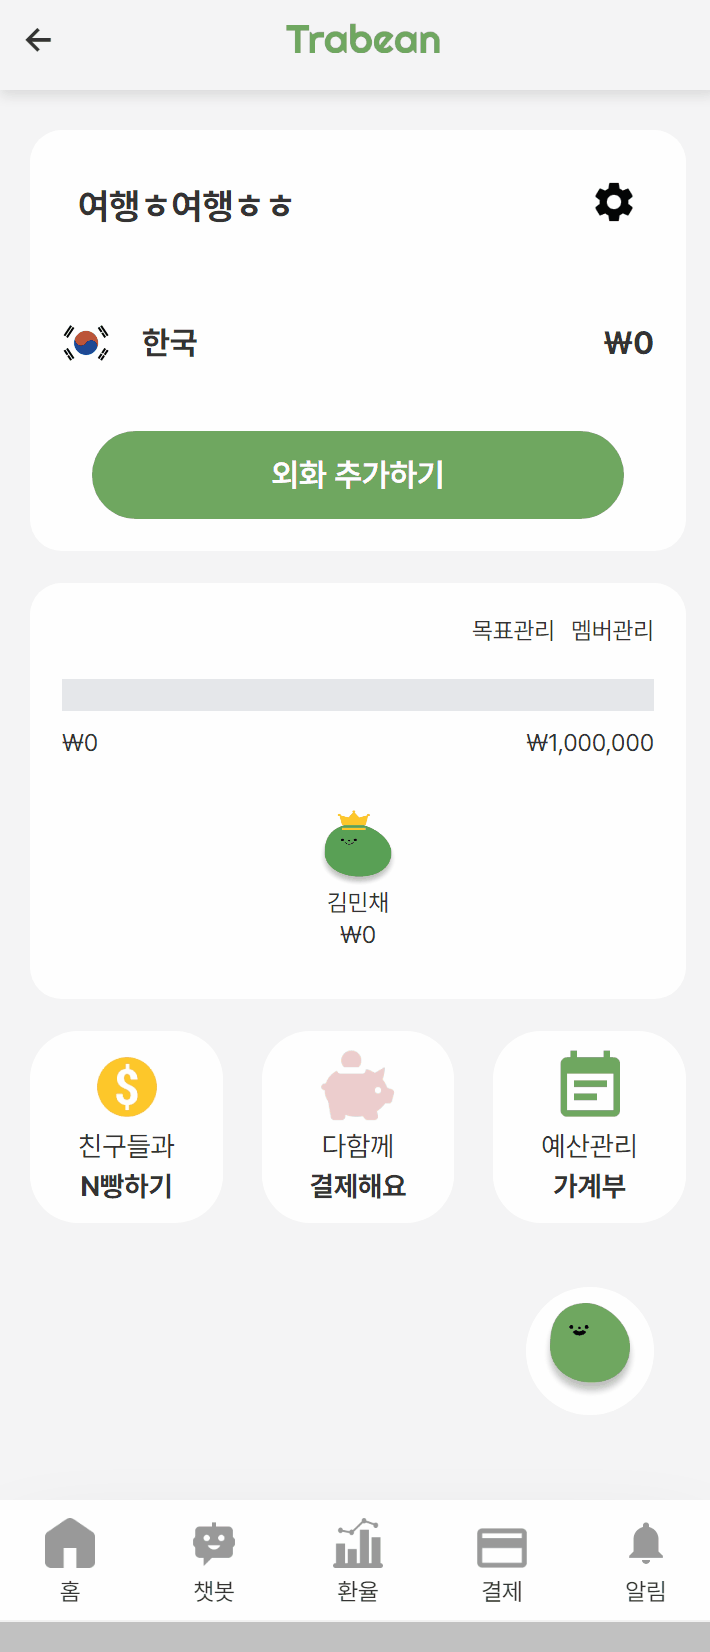 Trabean
여행ㅎ여행ㅎㅎ
한국 ₩0
외화 추가하기
목표관리 멤버관리
₩0 ₩1,000,000
김민채
₩0
친구들과
N빵하기
다함께
결제해요
예산관리
가계부
홈 챗봇 환율 결제 알림